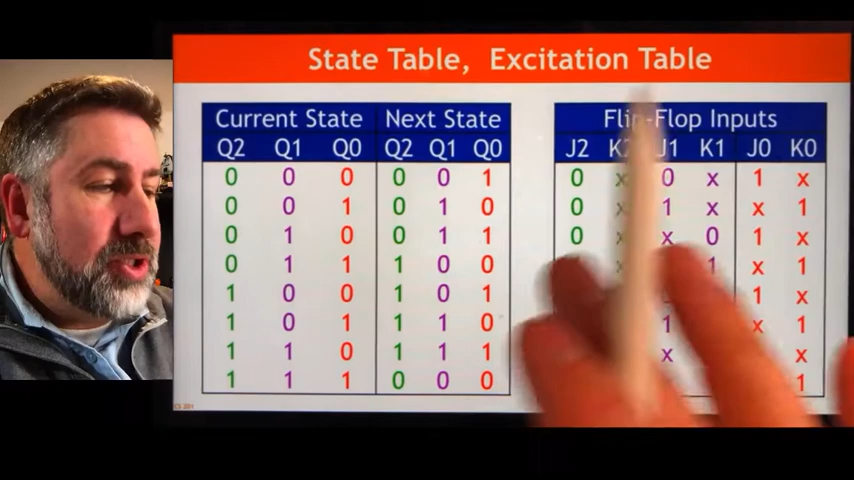 State Table, Excitation Table
Current State Next State Flip-Flop Inputs
Q2 Q1 Q0 Q2 Q1 Q0 J2 K2 J1 K1 J0 K0
0 0 0 0 0 1 0 x 0 x 1 x
0 0 1 0 1 0 0 x 1 x x 1
0 1 0 0 1 1 0 x x 0 1 x
0 1 1 1 0 0 x 1 x 1
1 0 0 1 0 1 1 x
1 0 1 1 1 0 1 x 1
1 1 0 1 1 1 x x
1 1 1 0 0 0 1
CS 201